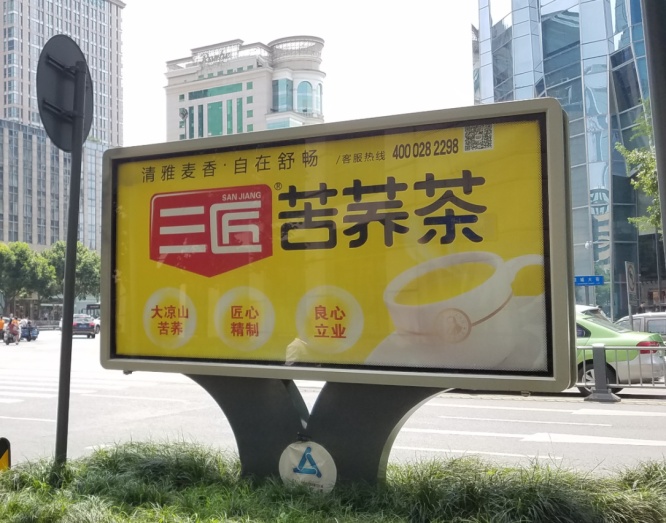 清雅麦香·自在舒畅
/客服热线 400 028 2298
SAN JIANG
三匠®
苦荞茶
大凉山
苦荞
匠心
精制
良心
立业